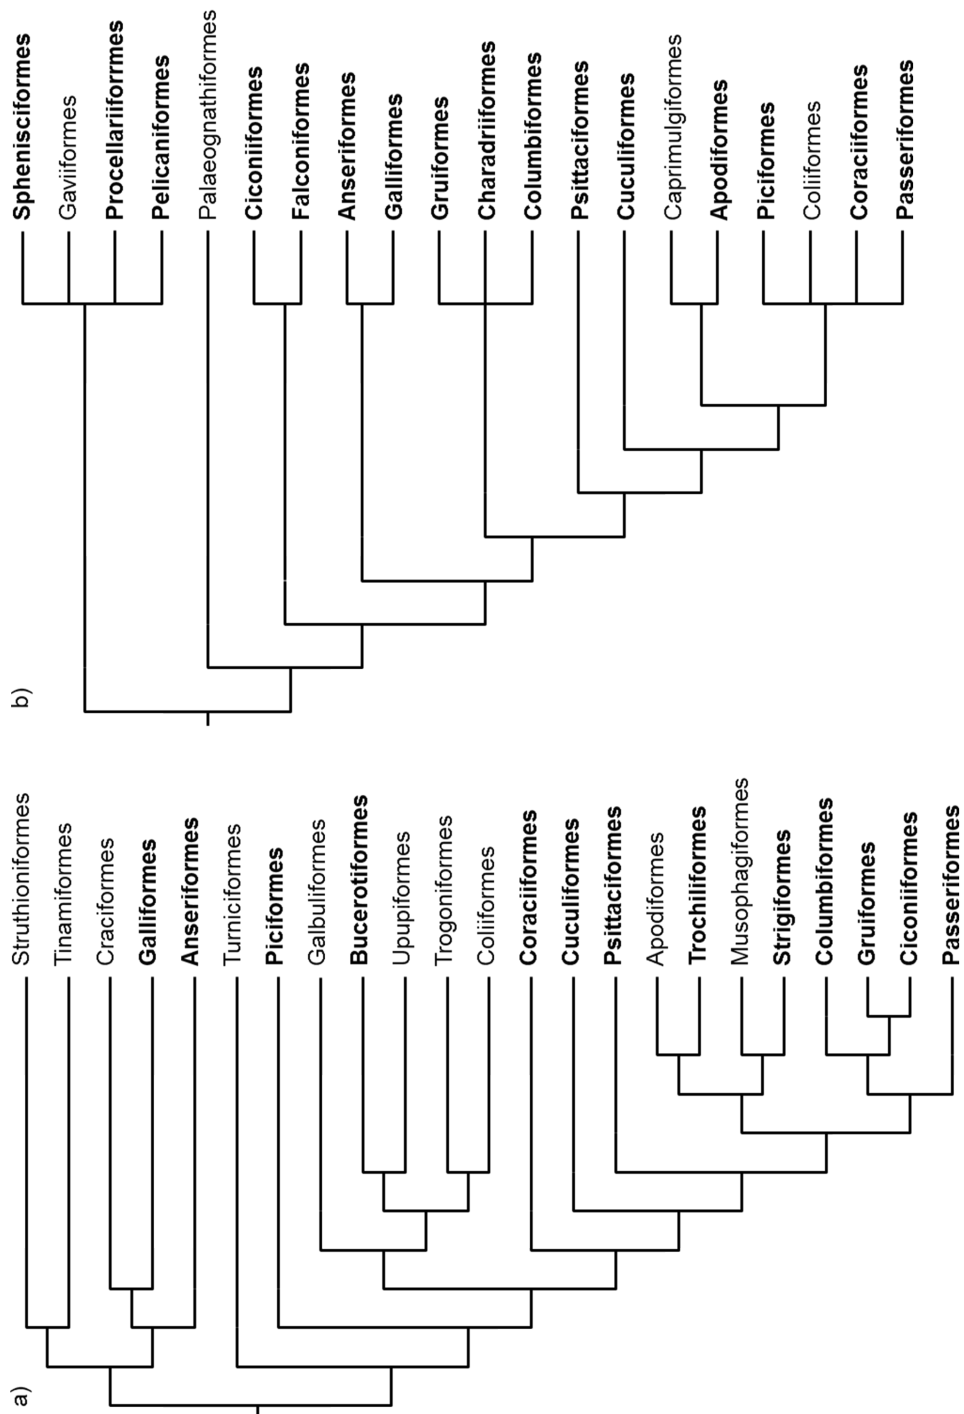 a)
Struthioniformes
Tinamiformes
Craciformes
Galliformes
Anseriformes
Turniciformes
Piciformes
Galbuliformes
Bucerotiformes
Upupiformes
Trogoniformes
Coliiformes
Coraciiformes
Cuculiformes
Psittaciformes
Apodiformes
Trochiliformes
Musophagiformes
Strigiformes
Columbiformes
Gruiformes
Ciconiiformes
Passeriformes
b)
Sphenisciformes
Gaviiformes
Procellariiforrmes
Pelicaniformes
Palaeognathiformes
Ciconiiformes
Falconiformes
Anseriformes
Galliformes
Gruiformes
Charadriiformes
Columbiformes
Psittaciformes
Cuculiformes
Caprimulgiformes
Apodiformes
Piciformes
Coliiformes
Coraciiformes
Passeriformes